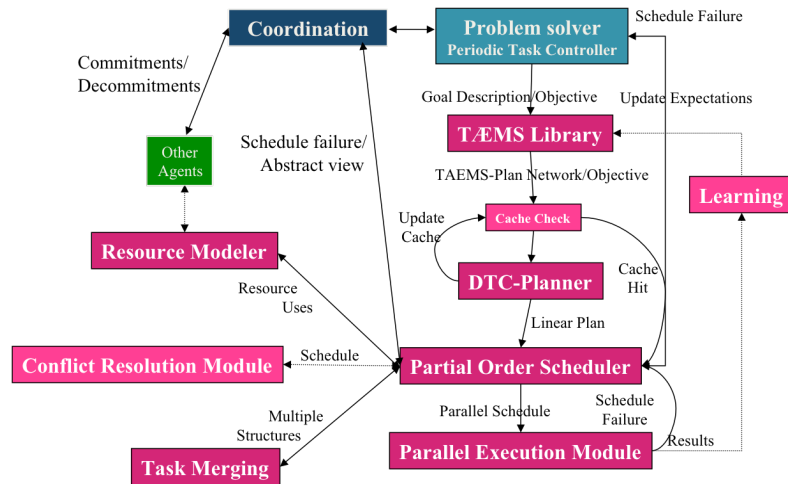 Coordination
Problem solver
Periodic Task Controller
Schedule Failure
Commitments/
Decommitments
Goal Description/Objective
Update Expectations
Schedule failure/
Abstract view
TÆMS Library
Other
Agents
TAEMS-Plan Network/Objective
Learning
Update
Cache
Cache Check
Resource Modeler
Cache
Hit
DTC-Planner
Resource
Uses
Linear Plan
Conflict Resolution Module
Schedule
Partial Order Scheduler
Multiple
Structures
Parallel Schedule
Schedule
Failure
Parallel Execution Module
Results
Task Merging